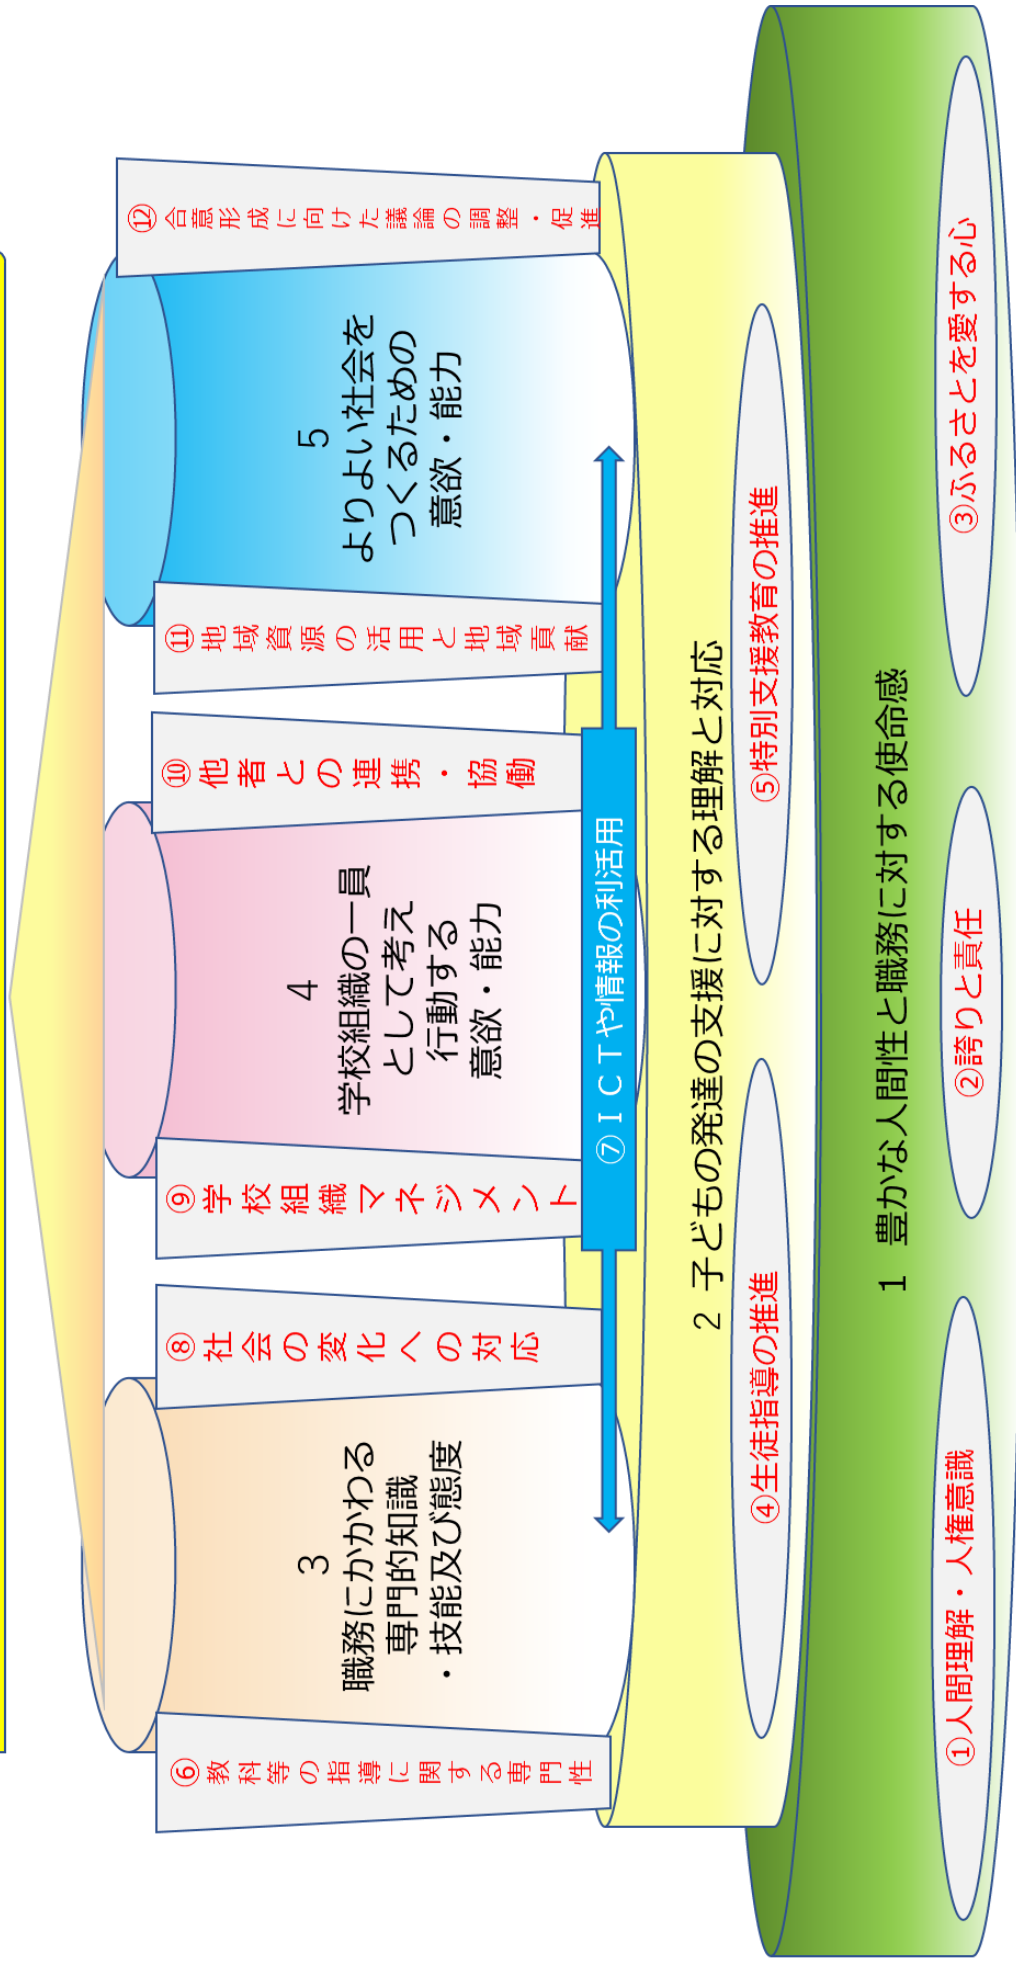 ⑥教科等の指導に関する専門性
3
職務にかかわる
専門的知識
・技能及び態度
⑧社会の変化への対応
⑨学校組織マネジメント
4
学校組織の一員
として考え
行動する
意欲・能力
⑩他者との連携・協働
⑪地域資源の活用と地域貢献
5
よりよい社会を
つくるための
意欲・能力
⑫合意形成に向けた議論の調整・促進
⑦ＩＣＴや情報の利活用
2 子どもの発達の支援に対する理解と対応
④生徒指導の推進
⑤特別支援教育の推進
1 豊かな人間性と職務に対する使命感
①人間理解・人権意識
②誇りと責任
③ふるさとを愛する心